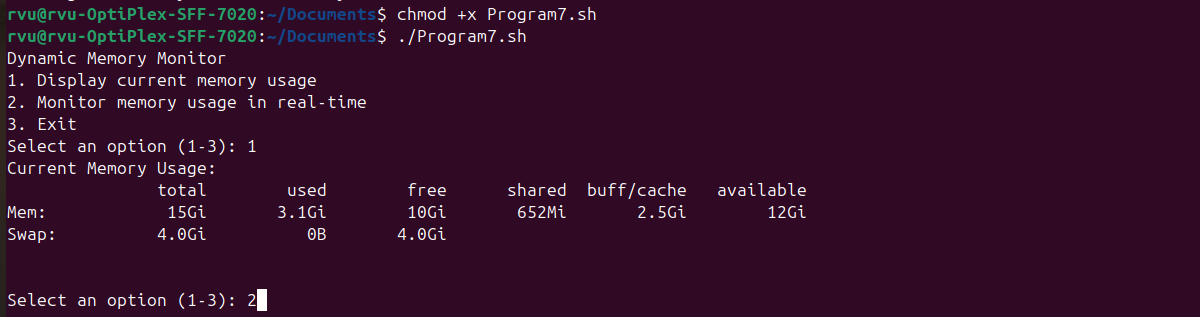 rvu@rvu-OptiPlex-SFF-7020:~/Documents$ chmod +x Program7.sh
rvu@rvu-OptiPlex-SFF-7020:~/Documents$ ./Program7.sh
Dynamic Memory Monitor
1. Display current memory usage
2. Monitor memory usage in real-time
3. Exit
Select an option (1-3): 1
Current Memory Usage:
               total        used        free      shared  buff/cache   available
Mem:            15Gi       3.1Gi        10Gi       652Mi       2.5Gi        12Gi
Swap:          4.0Gi          0B       4.0Gi
Select an option (1-3): 2